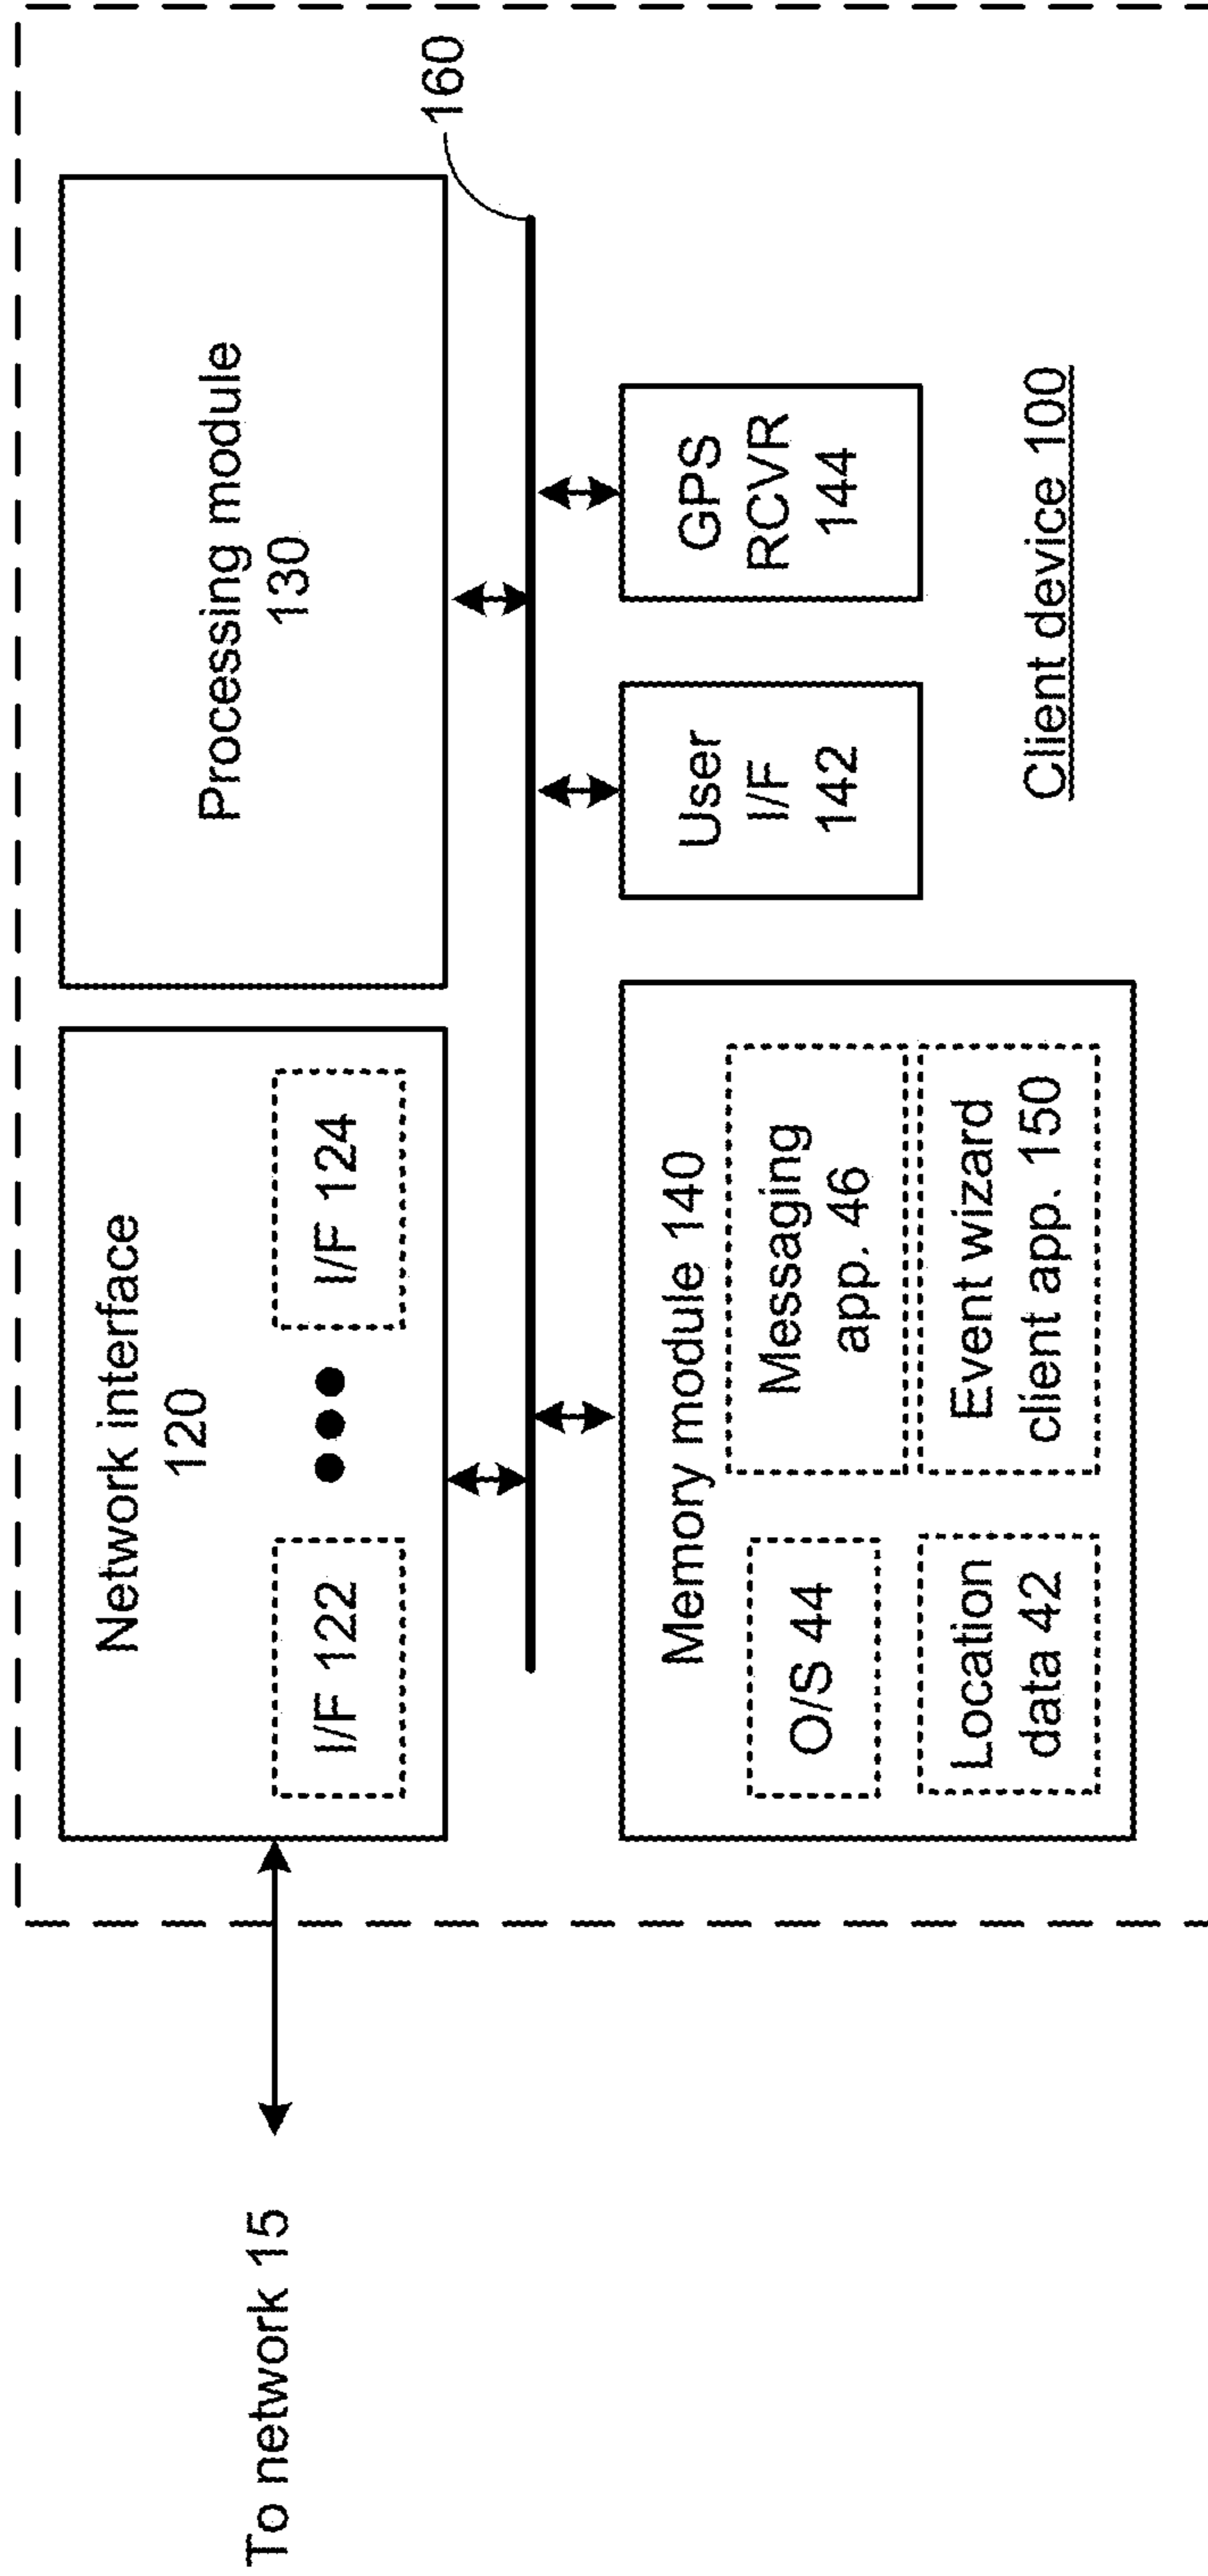 To network 15
Network interface
120
I/F 122
I/F 124
Processing module
130
160
Memory module 140
O/S 44
Messaging
app. 46
Location
data 42
Event wizard
client app. 150
User
I/F
142
GPS
RCVR
144
Client device 100